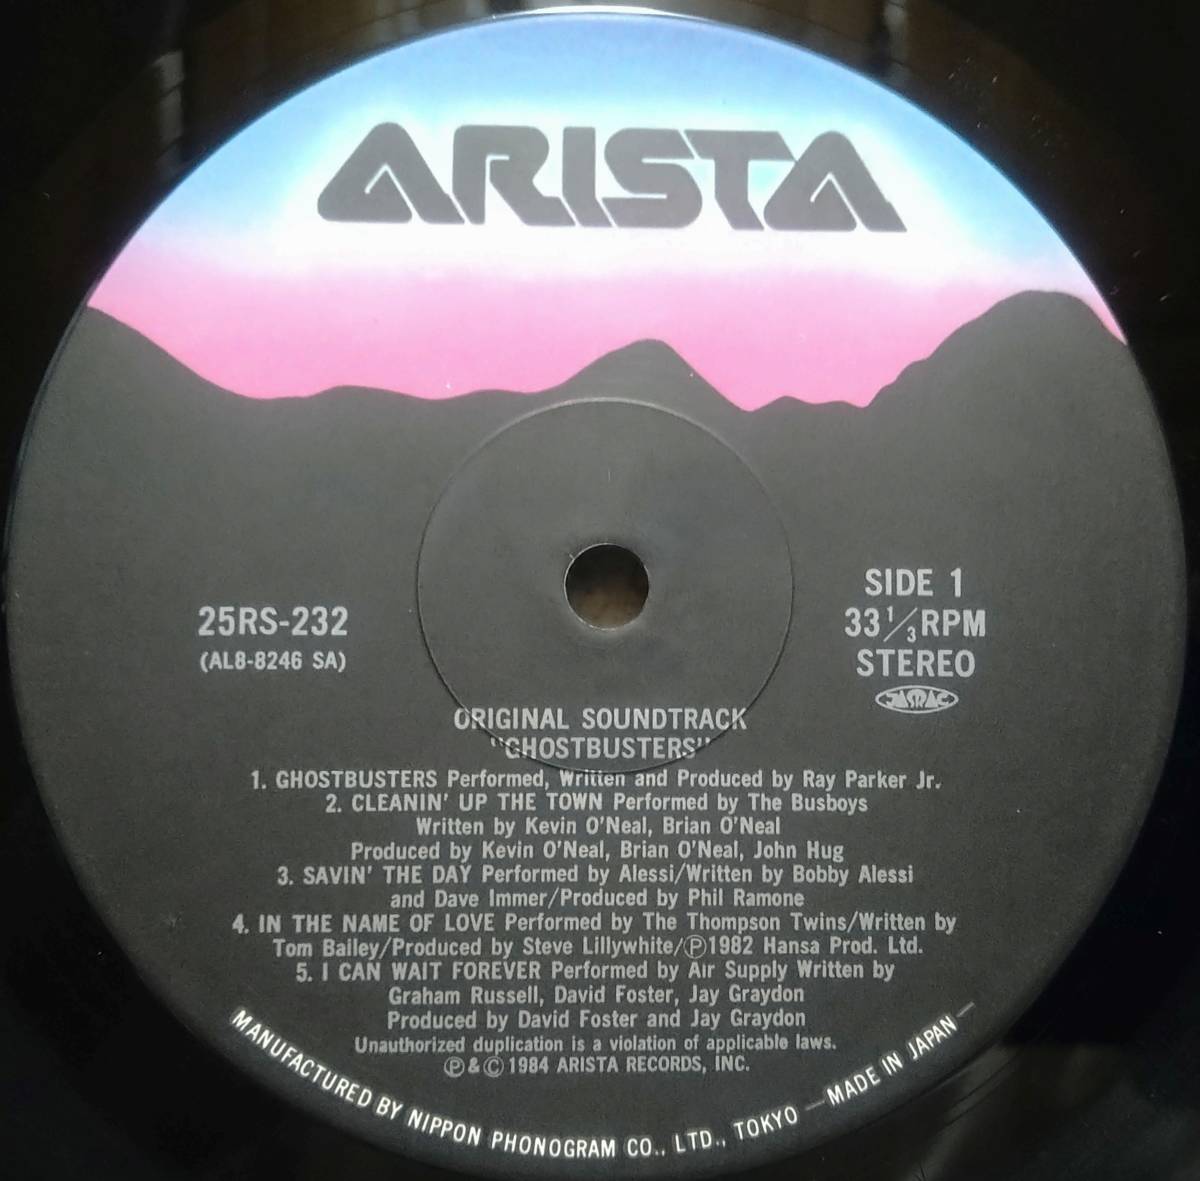 ARISTA
25RS-232
(AL8-8246 SA)
SIDE 1
33 1/3 RPM
STEREO
JASRAC
ORIGINAL SOUNDTRACK
"GHOSTBUSTERS"
1. GHOSTBUSTERS Performed, Written and Produced by Ray Parker Jr.
2. CLEANIN' UP THE TOWN Performed by The Busboys
Written by Kevin O'Neal, Brian O'Neal
Produced by Kevin O'Neal, Brian O'Neal, John Hug
3. SAVIN' THE DAY Performed by Alessi/Written by Bobby Alessi
and Dave Immer/Produced by Phil Ramone
4. IN THE NAME OF LOVE Performed by The Thompson Twins/Written by
Tom Bailey/Produced by Steve Lillywhite/Ⓟ1982 Hansa Prod. Ltd.
5. I CAN WAIT FOREVER Performed by Air Supply Written by
Graham Russell, David Foster, Jay Graydon
Produced by David Foster and Jay Graydon
Unauthorized duplication is a violation of applicable laws.
Ⓟ&Ⓒ 1984 ARISTA RECORDS, INC.
MANUFACTURED BY NIPPON PHONOGRAM CO., LTD., TOKYO — MADE IN JAPAN —